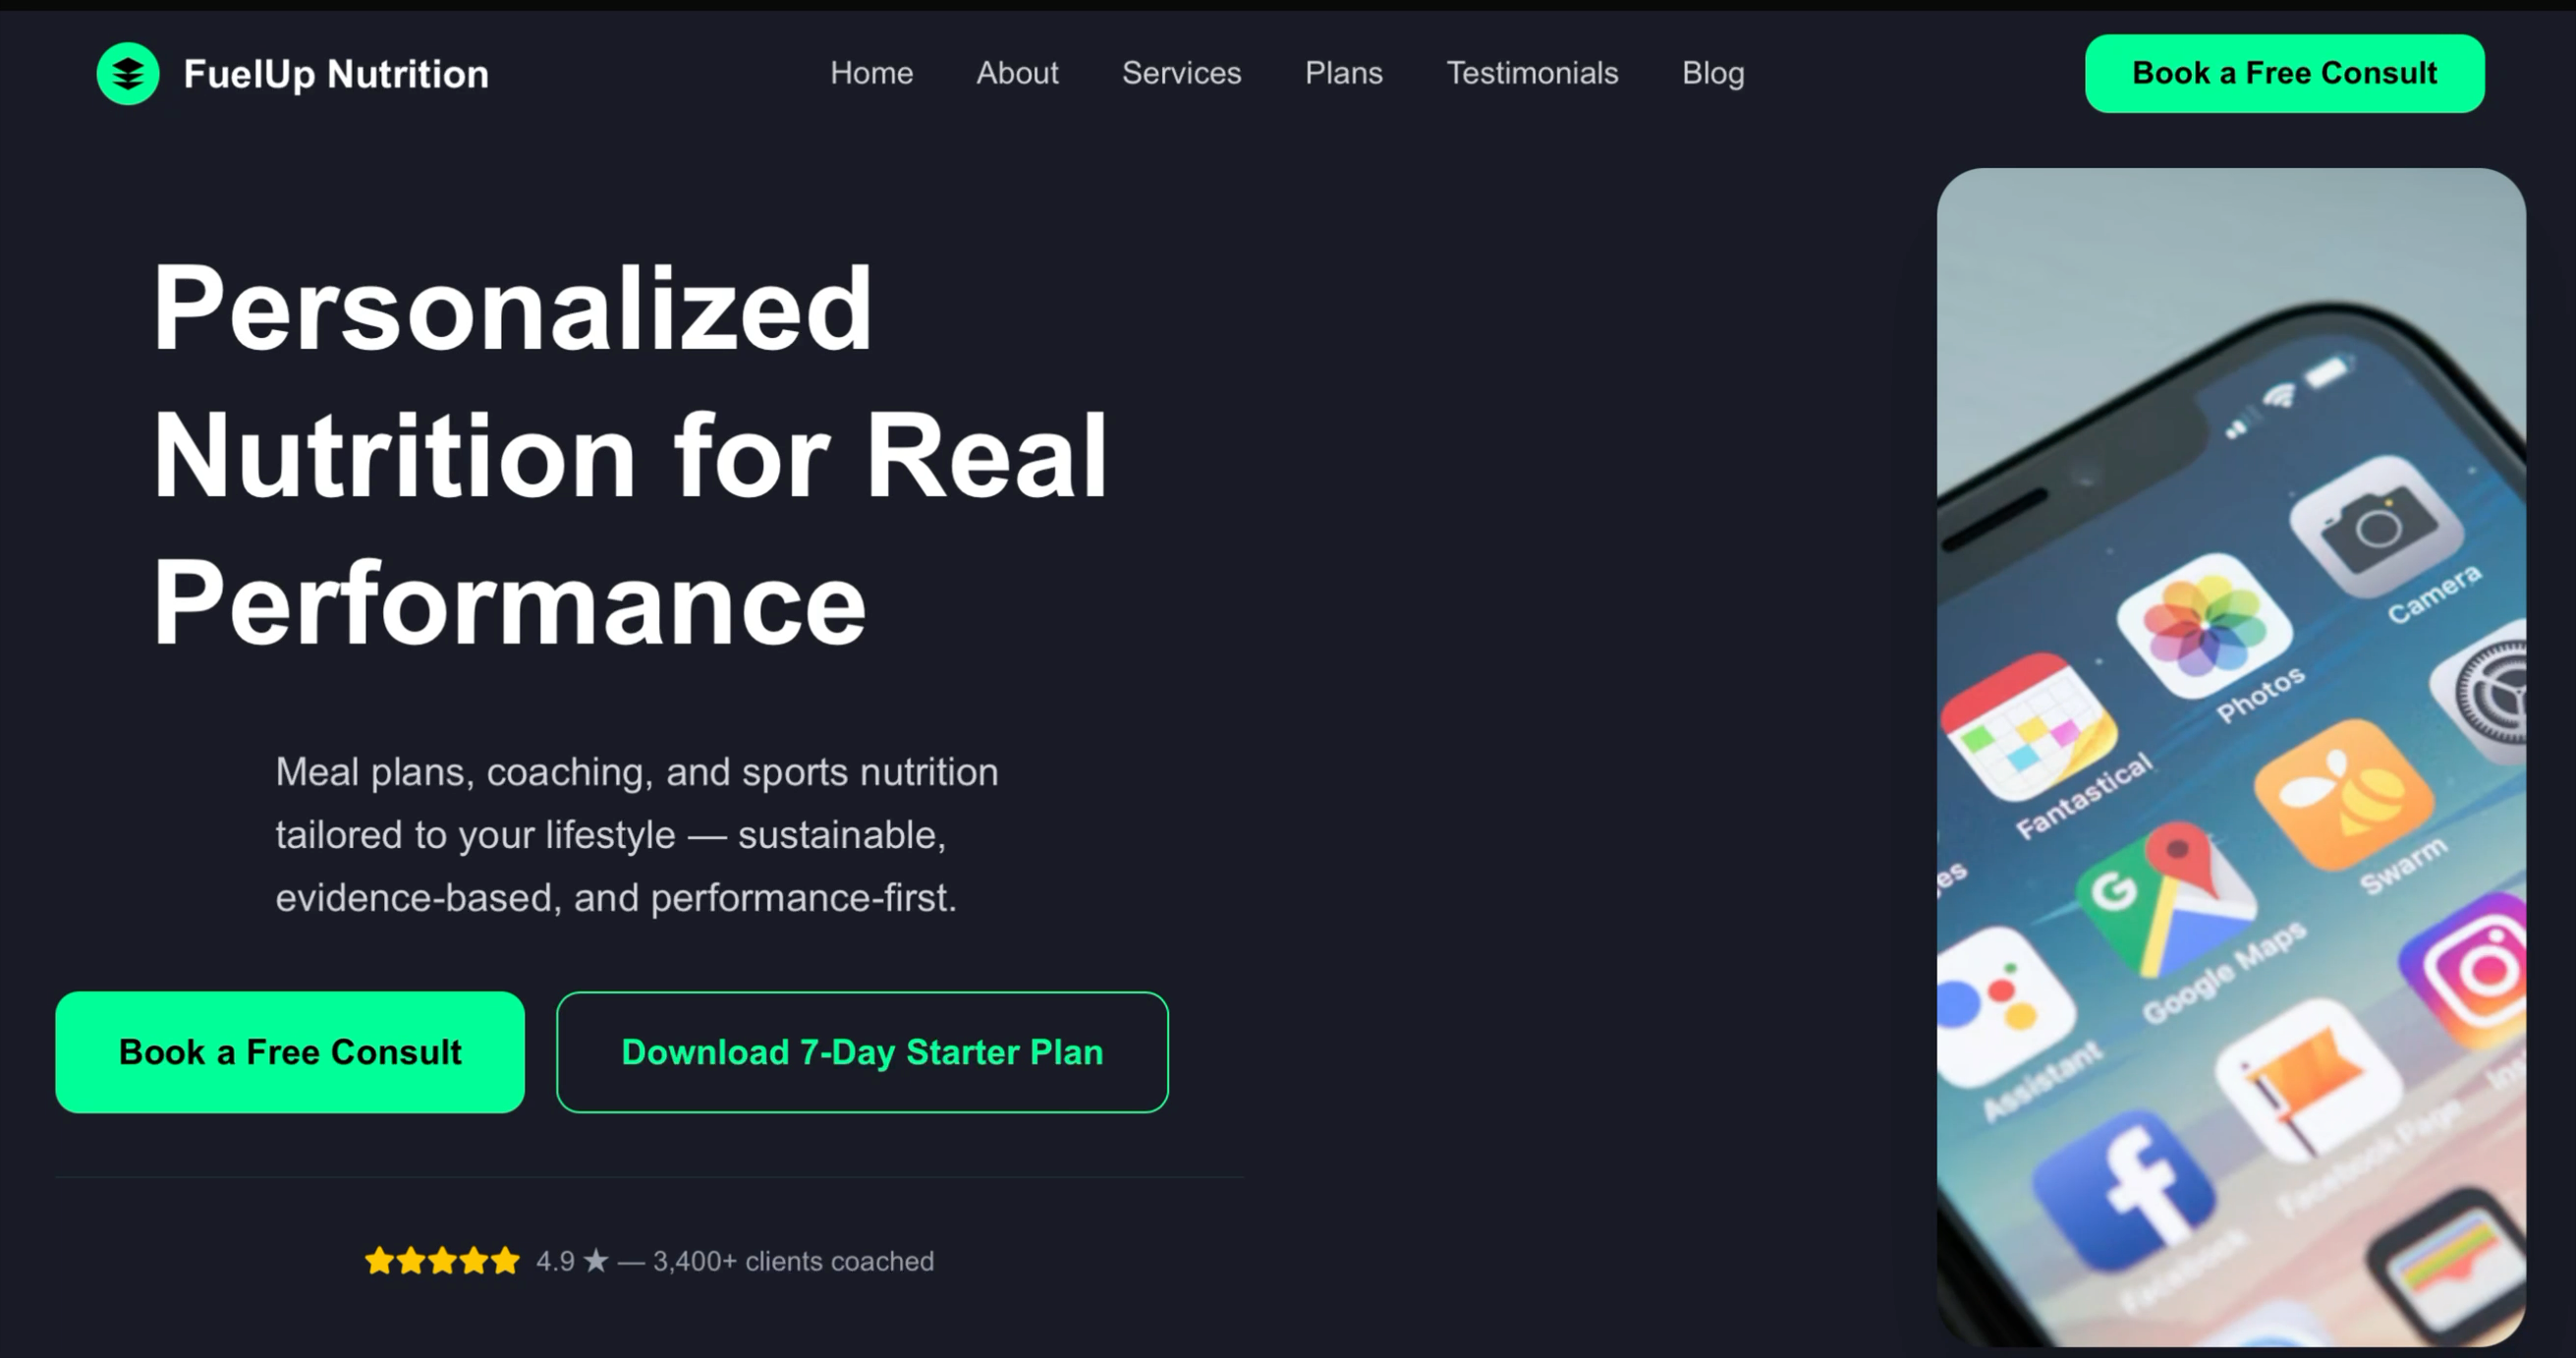 FuelUp Nutrition
Home About Services Plans Testimonials Blog
Book a Free Consult
Personalized
Nutrition for Real
Performance
Meal plans, coaching, and sports nutrition
tailored to your lifestyle — sustainable,
evidence-based, and performance-first.
Book a Free Consult
Download 7-Day Starter Plan
4.9 ★ — 3,400+ clients coached
Camera
Photos
Fantastical
Swarm
G
Google Maps
Assistant
Facebook Page
f
Facebook